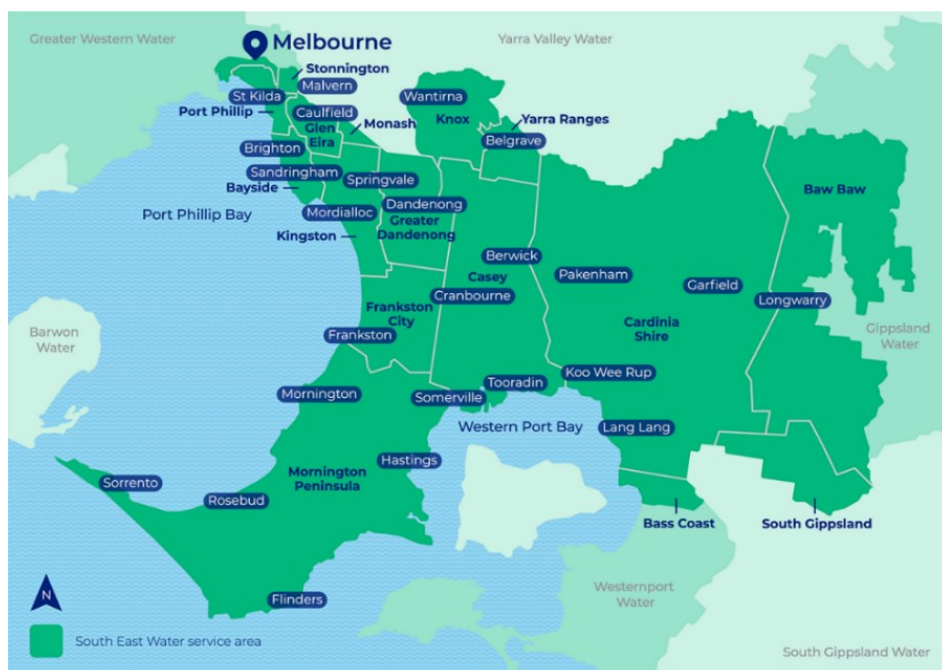 Greater Western Water
Melbourne
Yarra Valley Water
Stonnington
Malvern
St Kilda
Port Phillip
Caulfield
Glen
Eira
Monash
Wantirna
Knox
Yarra Ranges
Belgrave
Brighton
Sandringham
Springvale
Bayside
Baw Baw
Port Phillip Bay
Mordialloc
Dandenong
Greater
Dandenong
Kingston
Berwick
Casey
Pakenham
Garfield
Cranbourne
Longwarry
Frankston
City
Cardinia
Shire
Barwon
Water
Gippsland
Water
Frankston
Koo Wee Rup
Tooradin
Mornington
Somerville
Western Port Bay
Lang Lang
Hastings
Mornington
Peninsula
Sorrento
Rosebud
Bass Coast
South Gippsland
Flinders
Westernport
Water
N
South East Water service area
South Gippsland Water